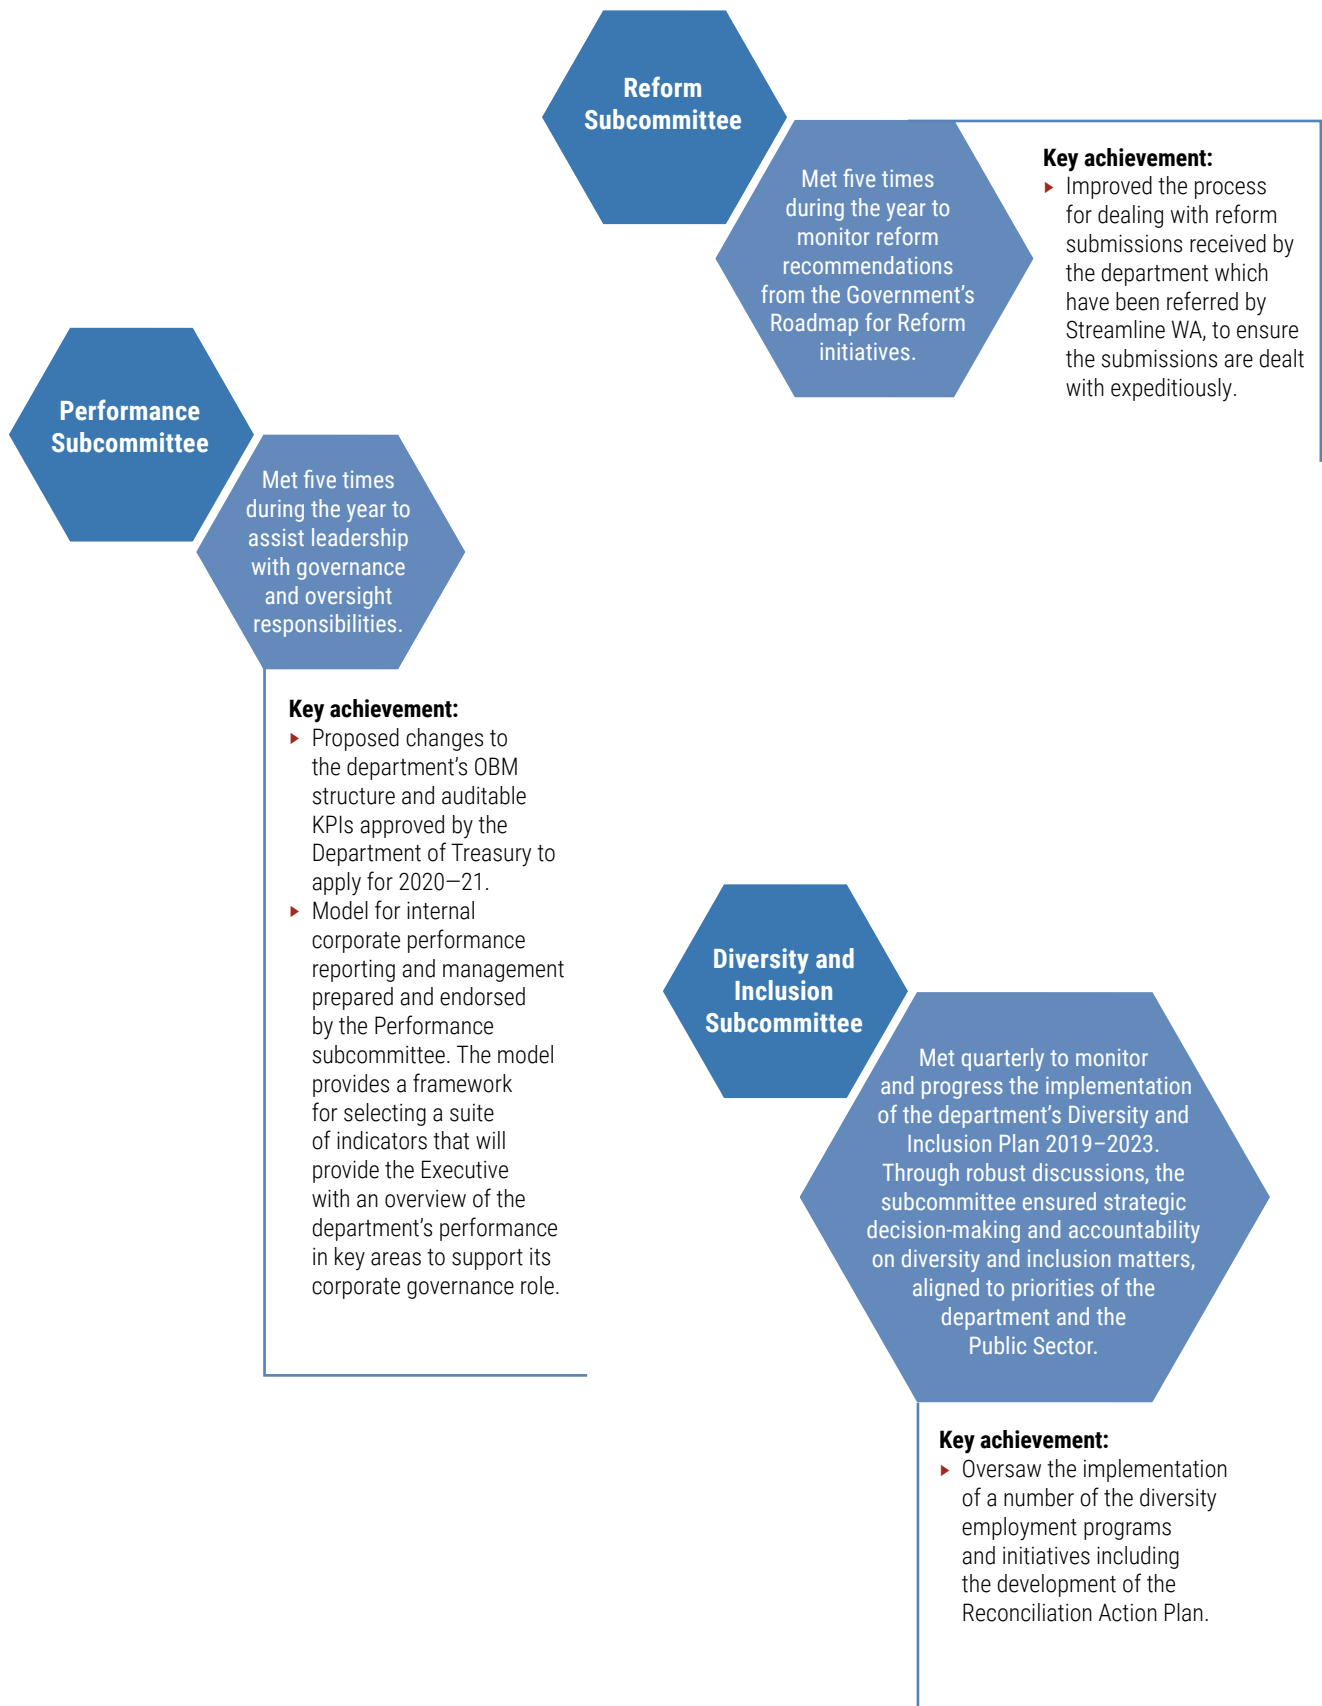 Reform
Subcommittee
Met five times
during the year to
monitor reform
recommendations
from the Government’s
Roadmap for Reform
initiatives.
Key achievement:
▸ Improved the process
for dealing with reform
submissions received by
the department which
have been referred by
Streamline WA, to ensure
the submissions are dealt
with expeditiously.
Performance
Subcommittee
Met five times
during the year to
assist leadership
with governance
and oversight
responsibilities.
Key achievement:
▸ Proposed changes to
the department’s OBM
structure and auditable
KPIs approved by the
Department of Treasury to
apply for 2020—21.
▸ Model for internal
corporate performance
reporting and management
prepared and endorsed
by the Performance
subcommittee. The model
provides a framework
for selecting a suite
of indicators that will
provide the Executive
with an overview of the
department’s performance
in key areas to support its
corporate governance role.
Diversity and
Inclusion
Subcommittee
Met quarterly to monitor
and progress the implementation
of the department’s Diversity and
Inclusion Plan 2019–2023.
Through robust discussions, the
subcommittee ensured strategic
decision-making and accountability
on diversity and inclusion matters,
aligned to priorities of the
department and the
Public Sector.
Key achievement:
▸ Oversaw the implementation
of a number of the diversity
employment programs
and initiatives including
the development of the
Reconciliation Action Plan.